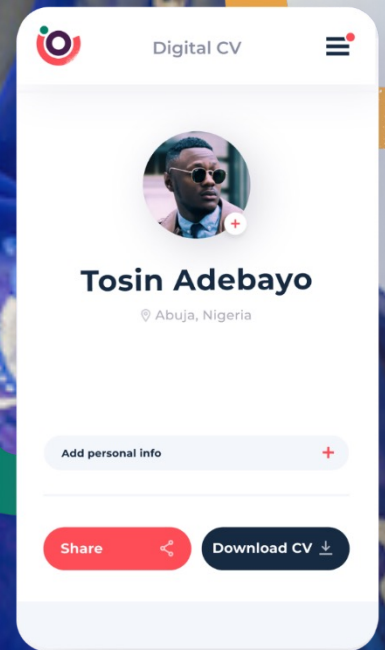 Digital CV
Tosin Adebayo
Abuja, Nigeria
Add personal info
Share
Download CV